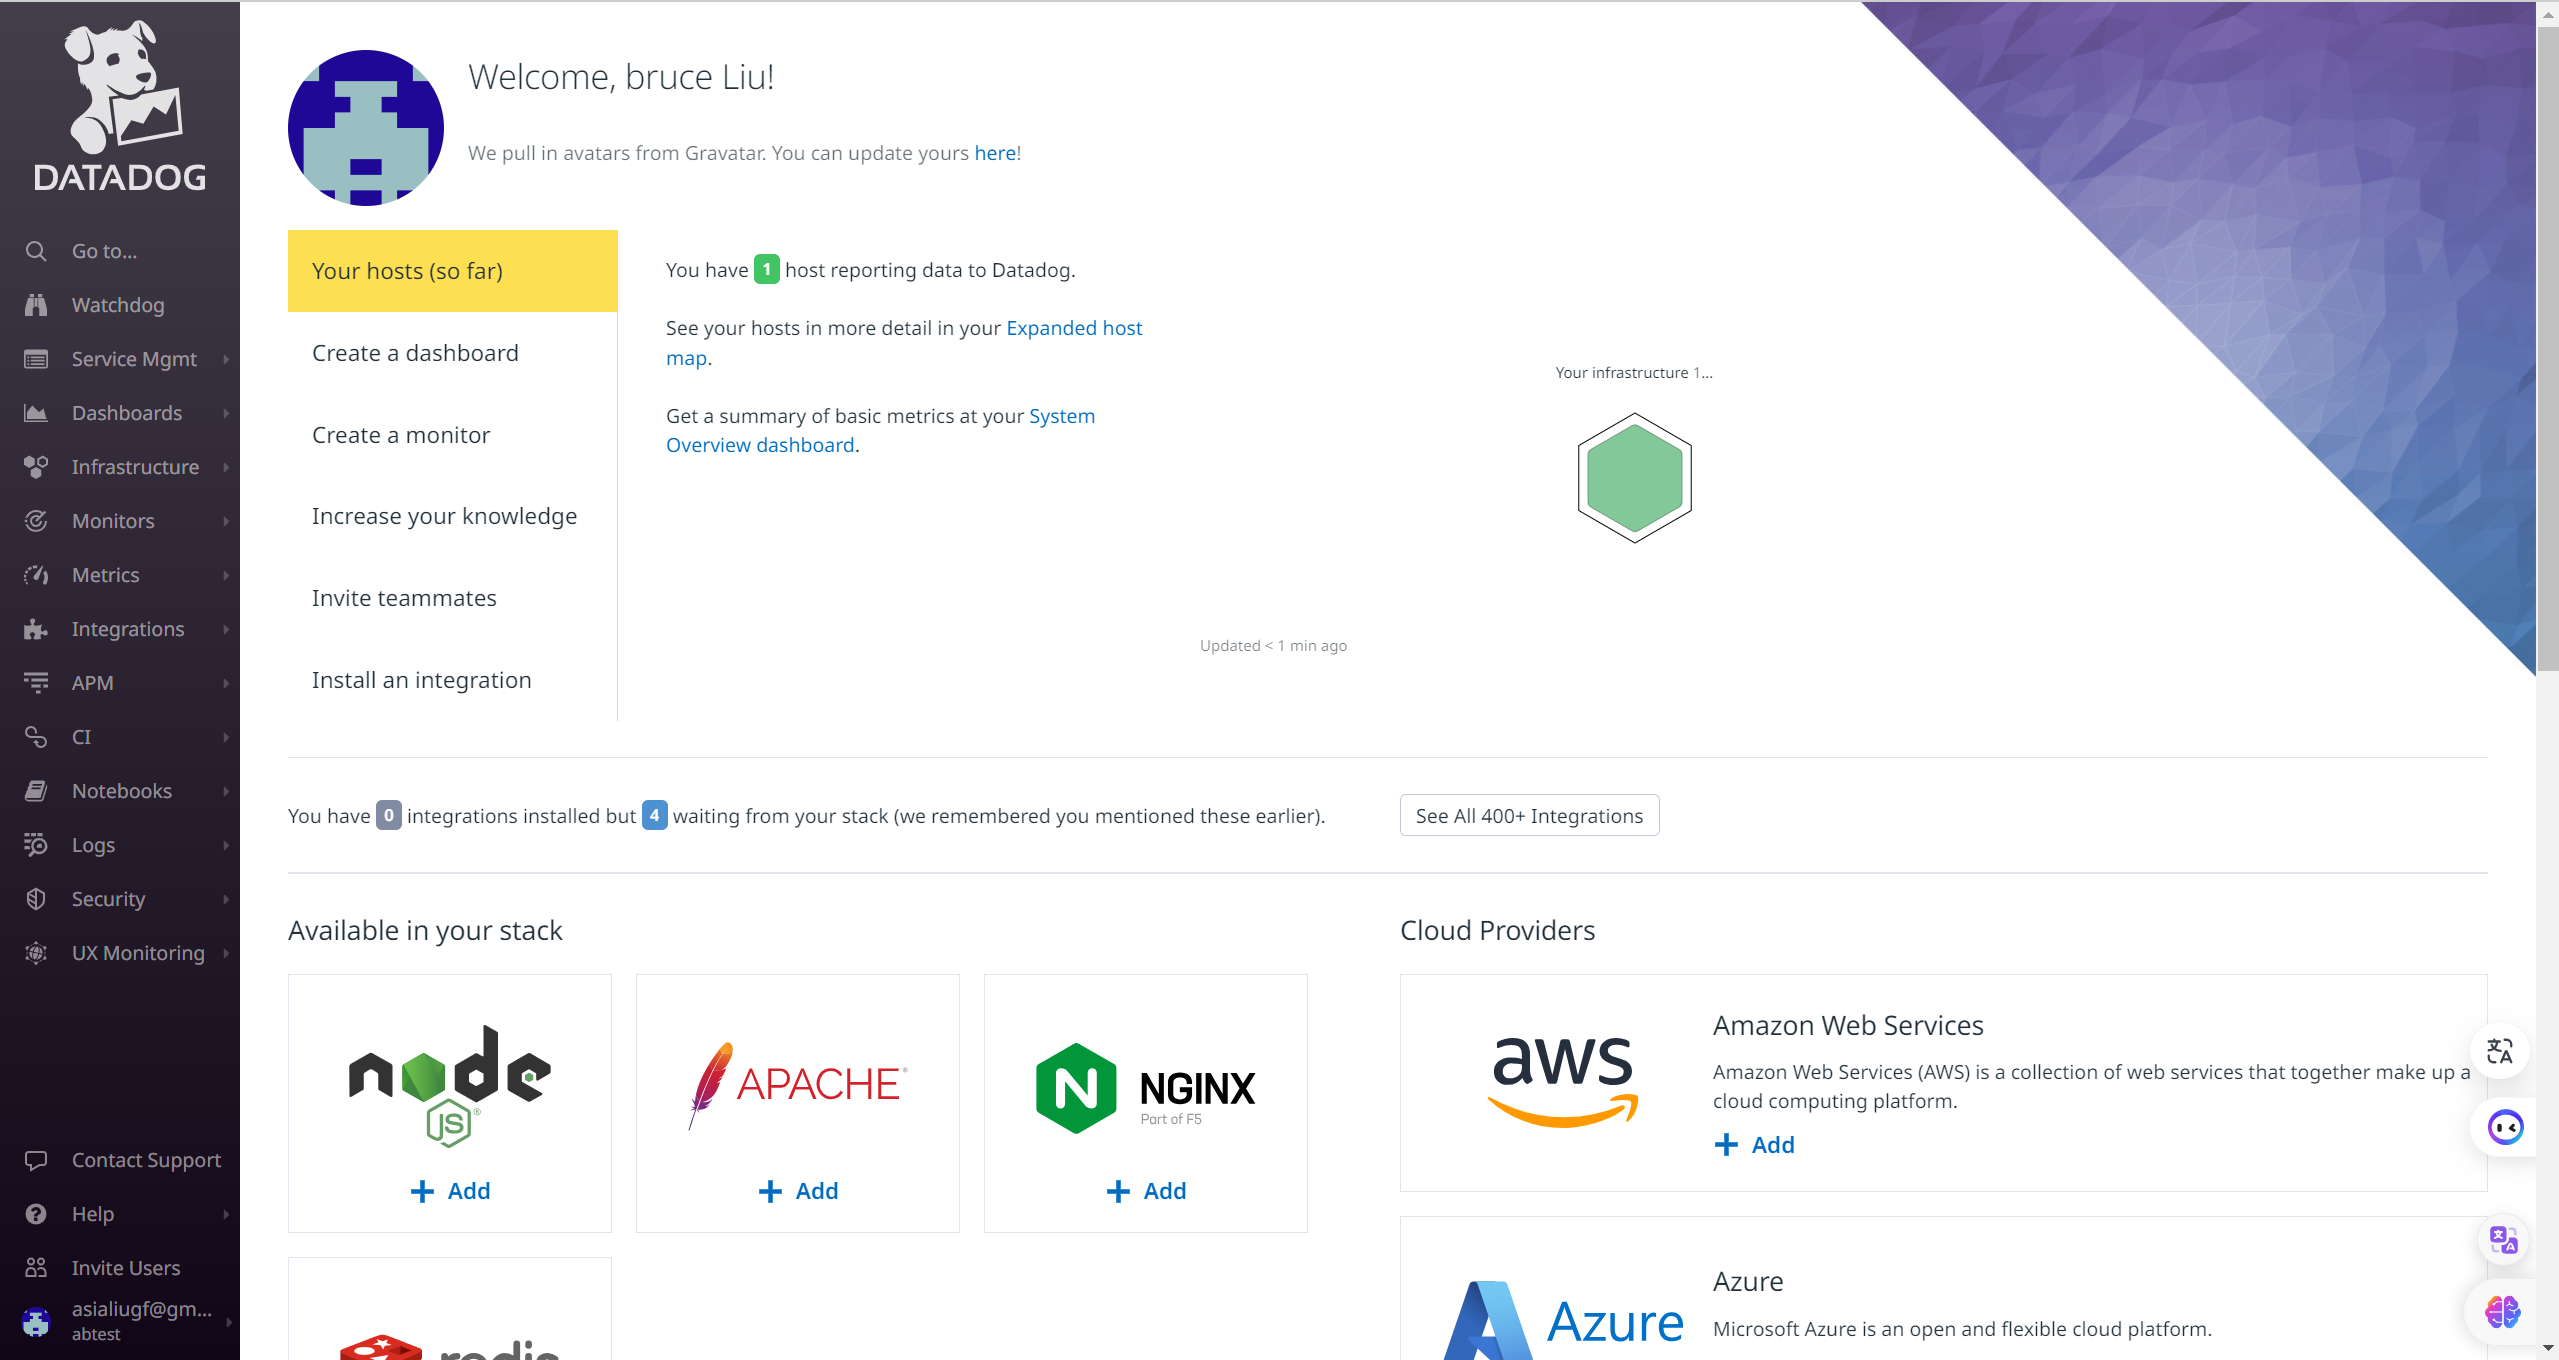 DATADOG
Go to...
Watchdog
Service Mgmt
Dashboards
Infrastructure
Monitors
Metrics
Integrations
APM
CI
Notebooks
Logs
Security
UX Monitoring
Contact Support
Help
Invite Users
asialiugf@gm...
abtest
Welcome, bruce Liu!
We pull in avatars from Gravatar. You can update yours here!
Your hosts (so far)
Create a dashboard
Create a monitor
Increase your knowledge
Invite teammates
Install an integration
You have 1 host reporting data to Datadog.
See your hosts in more detail in your Expanded host
map.
Get a summary of basic metrics at your System
Overview dashboard.
Your infrastructure 1...
Updated < 1 min ago
You have 0 integrations installed but 4 waiting from your stack (we remembered you mentioned these earlier).
See All 400+ Integrations
Available in your stack
node
JS®
Add
APACHE®
Add
NGINX
Part of F5
Add
redis
Cloud Providers
aws
Amazon Web Services
Amazon Web Services (AWS) is a collection of web services that together make up a
cloud computing platform.
Add
Azure
Azure
Microsoft Azure is an open and flexible cloud platform.
文A
文A